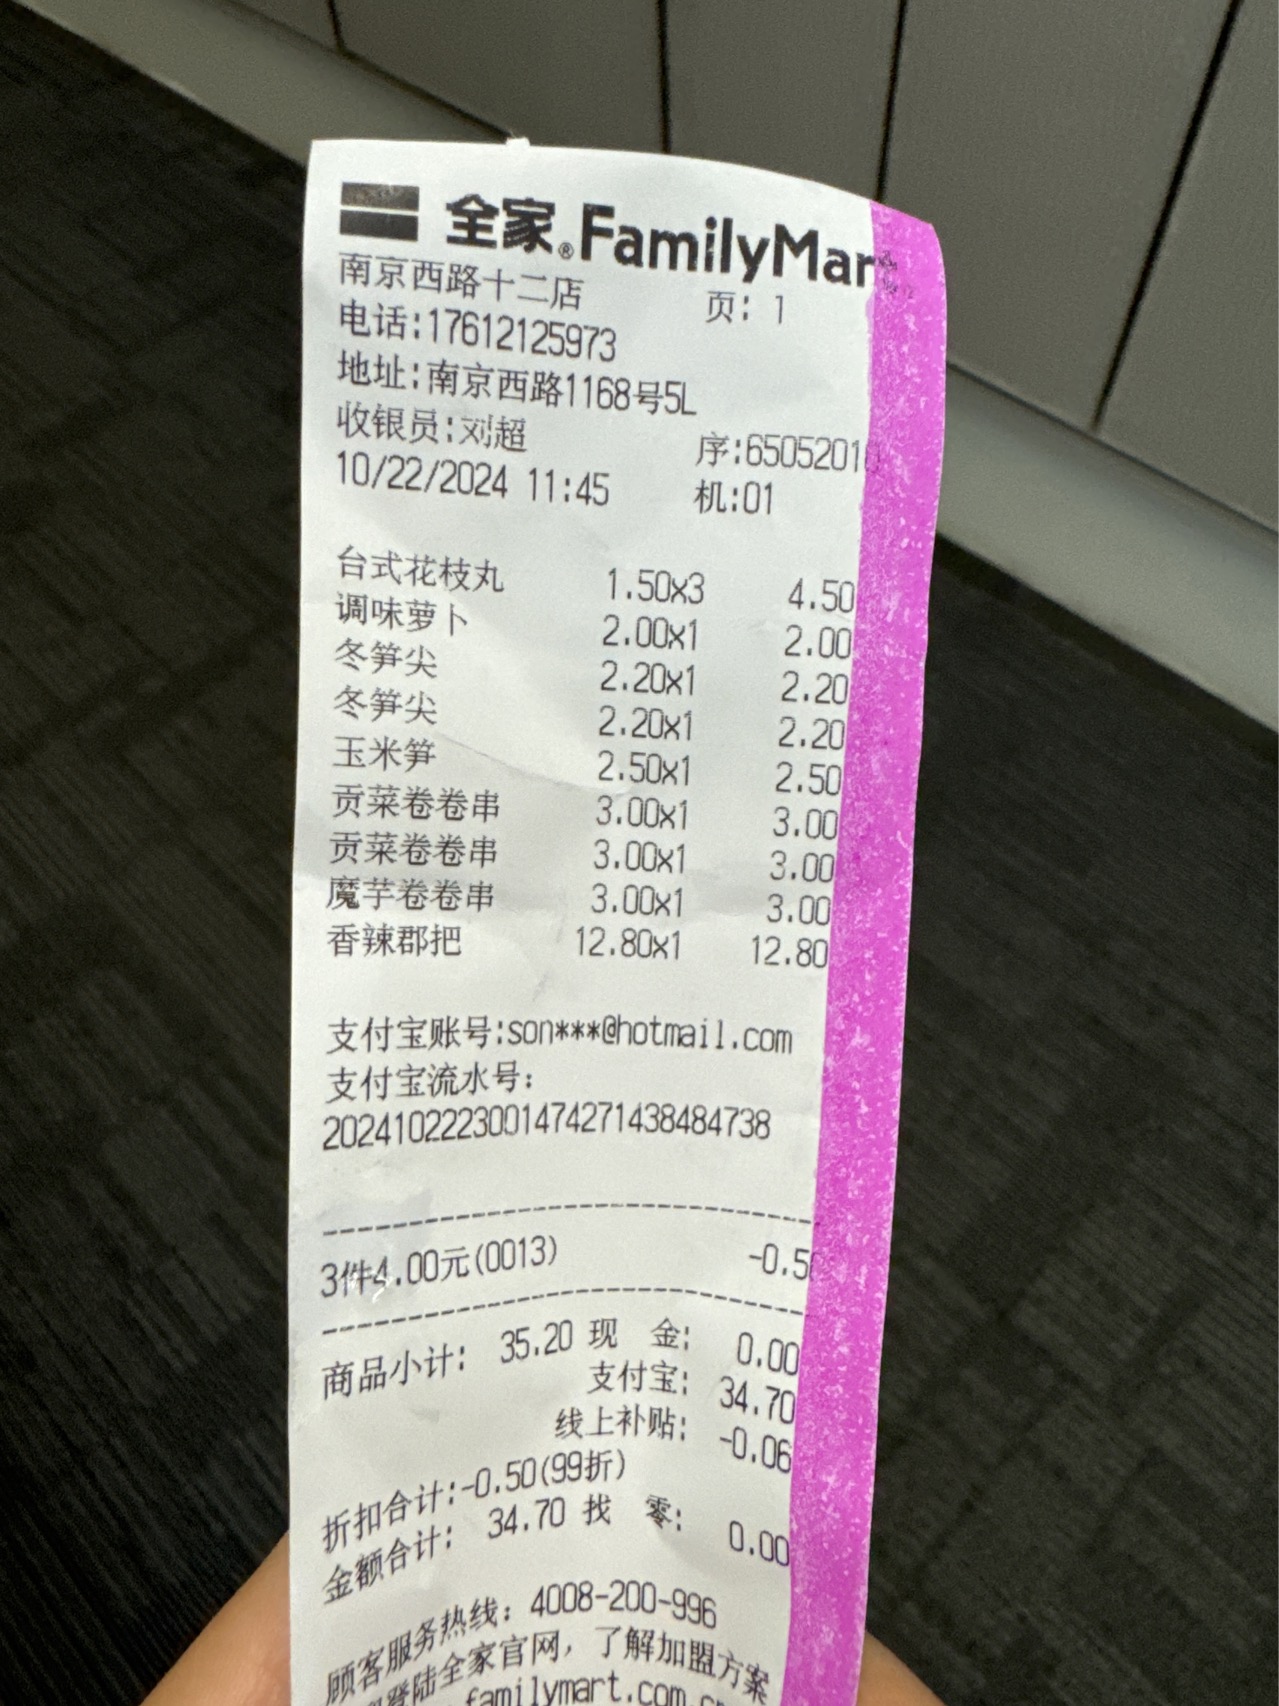 全家®FamilyMar
南京西路十二店 页: 1
电话:17612125973
地址:南京西路1168号5L
收银员:刘超 序:6505201
10/22/2024 11:45 机:01
台式花枝丸 1.50x3 4.50
调味萝卜 2.00x1 2.00
冬笋尖 2.20x1 2.20
冬笋尖 2.20x1 2.20
玉米笋 2.50x1 2.50
贡菜卷卷串 3.00x1 3.00
贡菜卷卷串 3.00x1 3.00
魔芋卷卷串 3.00x1 3.00
香辣郡把 12.80x1 12.80
支付宝账号:son***@hotmail.com
支付宝流水号:
2024102223001474271438484738
3件4.00元(0013) -0.50
商品小计: 35.20 现 金: 0.00
支付宝: 34.70
线上补贴: -0.06
折扣合计:-0.50(99折)
金额合计: 34.70 找 零: 0.00
顾客服务热线: 4008-200-996
登陆全家官网，了解加盟方案
familymart.com.c